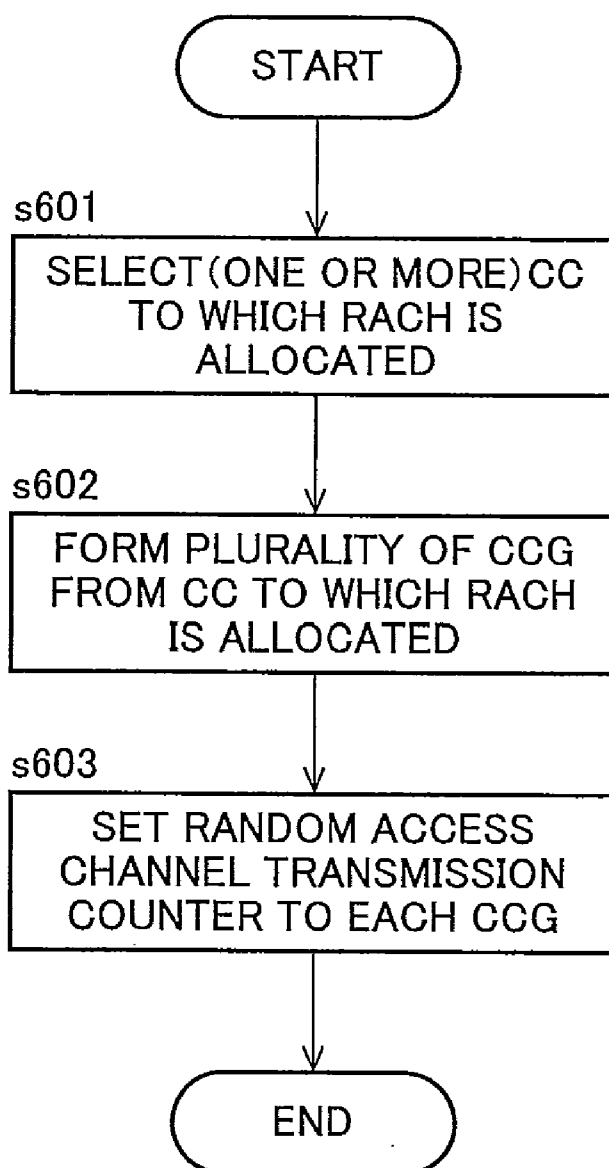 START
s601
SELECT(ONE OR MORE)CC
TO WHICH RACH IS
ALLOCATED
s602
FORM PLURALITY OF CCG
FROM CC TO WHICH RACH
IS ALLOCATED
s603
SET RANDOM ACCESS
CHANNEL TRANSMISSION
COUNTER TO EACH CCG
END